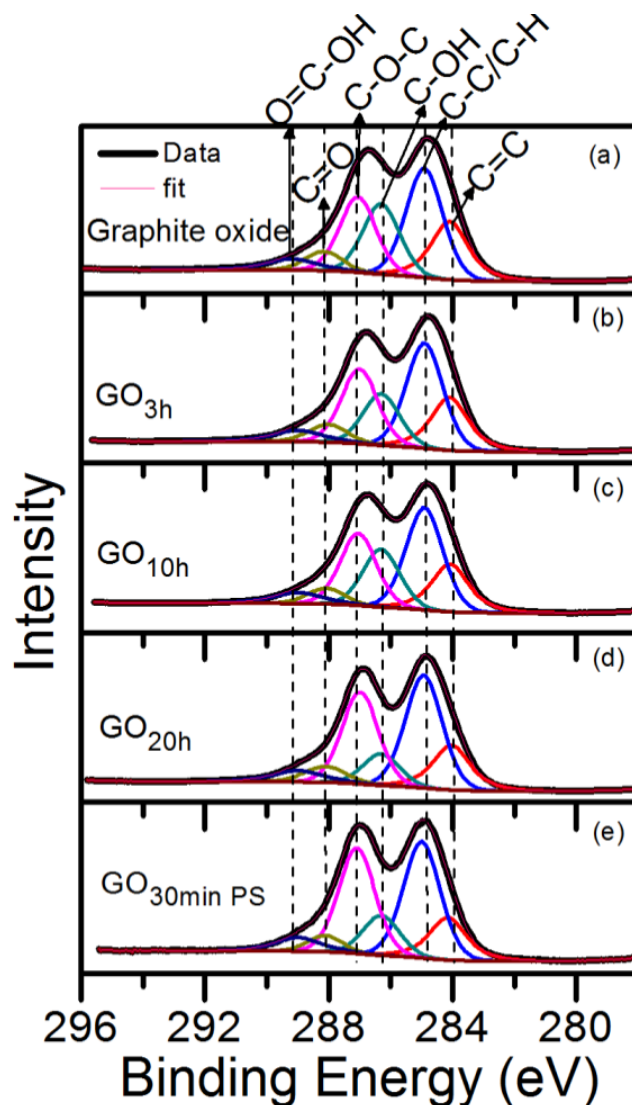 O=C-OH
C-O-C
C-OH
C-C/C-H
C=O
C=C
Data
fit
Graphite oxide
(a)
(b)
GO3h
(c)
GO10h
(d)
GO20h
(e)
GO30min PS
Intensity
296 292 288 284 280
Binding Energy (eV)